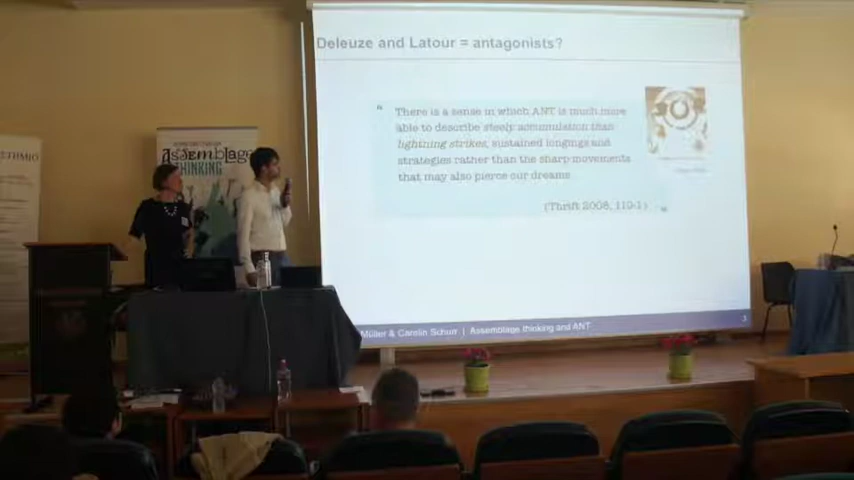 Deleuze and Latour = antagonists?
“ There is a sense in which ANT is much more
able to describe steely accumulation than
lightning strikes, sustained longings and
strategies rather than the sharp movements
that may also pierce our dreams.
(Thrift 2008, 110-1) ”
Müller & Carolin Schurr | Assemblage thinking and ANT
3
Assemblage
THINKING